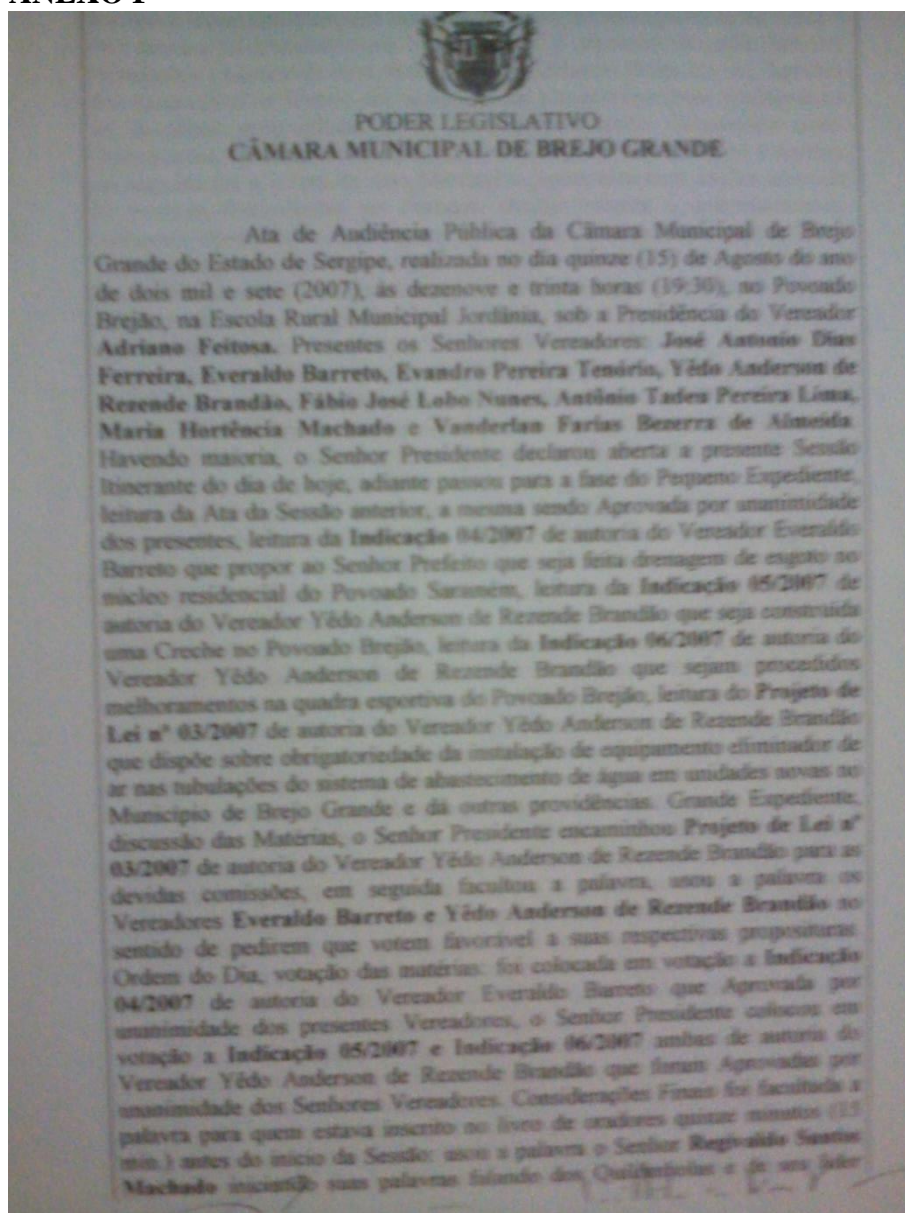 ANEXO I
PODER LEGISLATIVO
CÂMARA MUNICIPAL DE BREJO GRANDE
Ata de Audiência Pública da Câmara Municipal de Brejo
Grande do Estado de Sergipe, realizada no dia quinze (15) de Agosto do ano
de dois mil e sete (2007), às dezenove e trinta horas (19:30), no Povoado
Brejão, na Escola Rural Municipal Jordânia, sob a Presidência do Vereador
Adriano Feitosa. Presentes os Senhores Vereadores: José Antonio Dias
Ferreira, Everaldo Barreto, Evandro Pereira Tenório, Yêdo Anderson de
Rezende Brandão, Fábio José Lobo Nunes, Antônio Tadeu Pereira Lima,
Maria Hortência Machado e Vanderlan Farias Bezerra de Almeida.
Havendo maioria, o Senhor Presidente declarou aberta a presente Sessão
Itinerante do dia de hoje, adiante passou para a fase do Pequeno Expediente,
leitura da Ata da Sessão anterior, a mesma sendo Aprovada por unanimidade
dos presentes, leitura da Indicação 04/2007 de autoria do Vereador Everaldo
Barreto que propor ao Senhor Prefeito que seja feita drenagem de esgoto no
núcleo residencial do Povoado Saramém, leitura da Indicação 05/2007 de
autoria do Vereador Yêdo Anderson de Rezende Brandão que seja construída
uma Creche no Povoado Brejão, leitura da Indicação 06/2007 de autoria do
Vereador Yêdo Anderson de Rezende Brandão que sejam procedidos
melhoramentos na quadra esportiva do Povoado Brejão, leitura do Projeto de
Lei nº 03/2007 de autoria do Vereador Yêdo Anderson de Rezende Brandão
que dispõe sobre obrigatoriedade da instalação de equipamento eliminador de
ar nas tubulações do sistema de abastecimento de água em unidades novas no
Município de Brejo Grande e dá outras providências. Grande Expediente,
discussão das Matérias, o Senhor Presidente encaminhou Projeto de Lei nº
03/2007 de autoria do Vereador Yêdo Anderson de Rezende Brandão para as
devidas comissões, em seguida facultou a palavra, usou a palavra os
Vereadores Everaldo Barreto e Yêdo Anderson de Rezende Brandão no
sentido de pedirem que votem favorável a suas respectivas proposituras.
Ordem do Dia, votação das matérias: foi colocada em votação a Indicação
04/2007 de autoria do Vereador Everaldo Barreto que Aprovada por
unanimidade dos presentes Vereadores, o Senhor Presidente colocou em
votação a Indicação 05/2007 e Indicação 06/2007 ambas de autoria do
Vereador Yêdo Anderson de Rezende Brandão que foram Aprovadas por
unanimidade dos Senhores Vereadores. Considerações Finais foi facultada a
palavra para quem estava inscrito no livro de oradores quinze minutos (15
min.) antes do início da Sessão: usou a palavra o Senhor Regivaldo Santos
Machado iniciando suas palavras falando dos Quilombolas e de seu líder